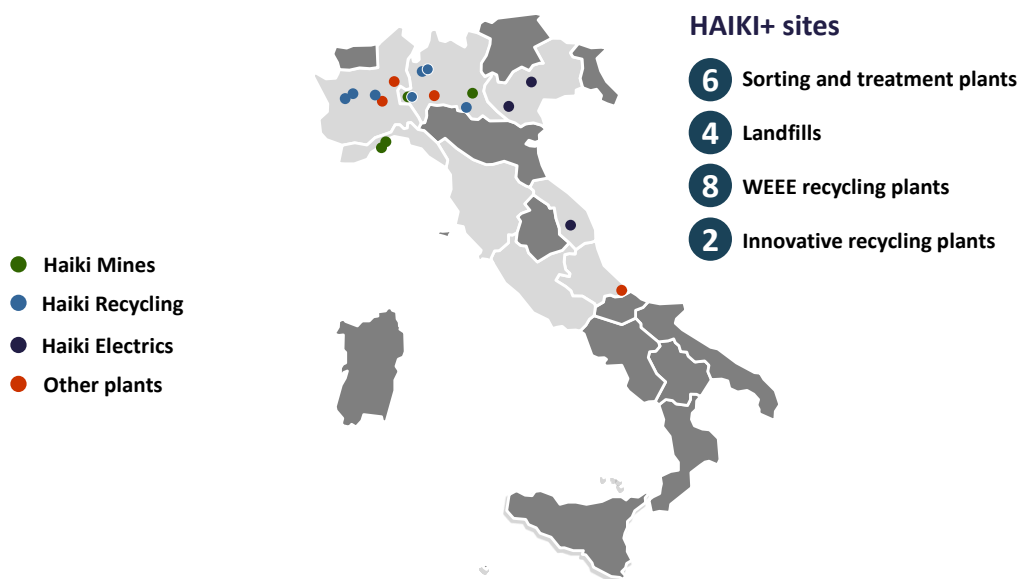 HAIKI+ sites
6 Sorting and treatment plants
4 Landfills
8 WEEE recycling plants
2 Innovative recycling plants
Haiki Mines
Haiki Recycling
Haiki Electrics
Other plants